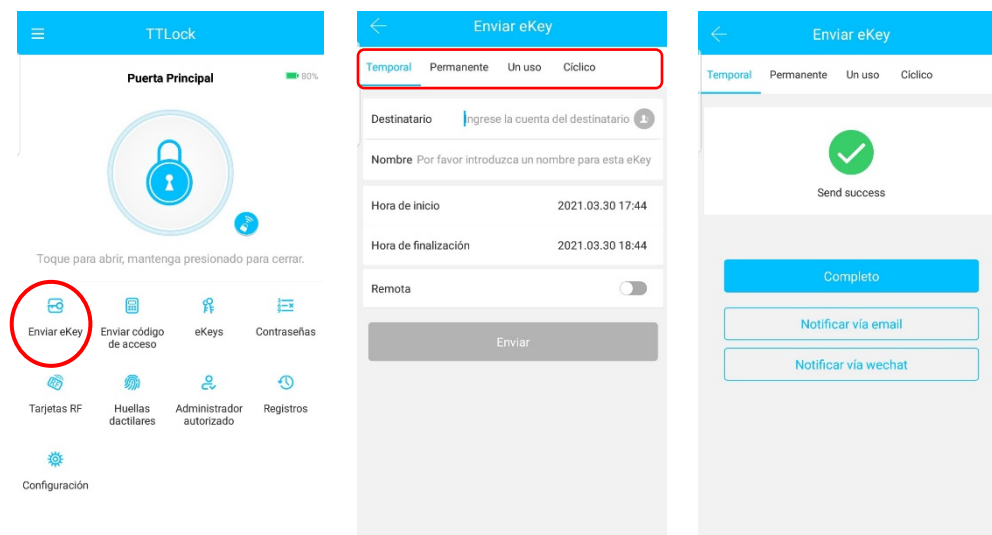 TTLock
Puerta Principal
80%
Toque para abrir, mantenga presionado para cerrar.
Enviar eKey
Enviar código
de acceso
eKeys
Contraseñas
Tarjetas RF
Huellas
dactilares
Administrador
autorizado
Registros
Configuración
Enviar eKey
Temporal Permanente Un uso Cíclico
Destinatario Ingrese la cuenta del destinatario
Nombre Por favor introduzca un nombre para esta eKey
Hora de inicio 2021.03.30 17:44
Hora de finalización 2021.03.30 18:44
Remota
Enviar
Enviar eKey
Temporal Permanente Un uso Cíclico
Send success
Completo
Notificar vía email
Notificar vía wechat